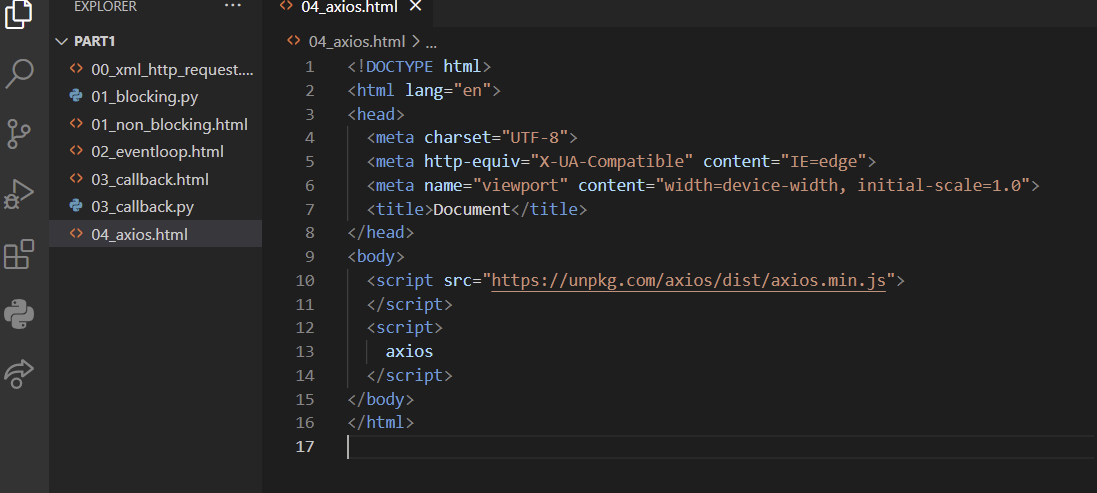 EXPLORER ...
PART1
00_xml_http_request....
01_blocking.py
01_non_blocking.html
02_eventloop.html
03_callback.html
03_callback.py
04_axios.html
04_axios.html ×
04_axios.html > ...
1 <!DOCTYPE html>
2 <html lang="en">
3 <head>
4 <meta charset="UTF-8">
5 <meta http-equiv="X-UA-Compatible" content="IE=edge">
6 <meta name="viewport" content="width=device-width, initial-scale=1.0">
7 <title>Document</title>
8 </head>
9 <body>
10 <script src="https://unpkg.com/axios/dist/axios.min.js">
11 </script>
12 <script>
13 axios
14 </script>
15 </body>
16 </html>
17